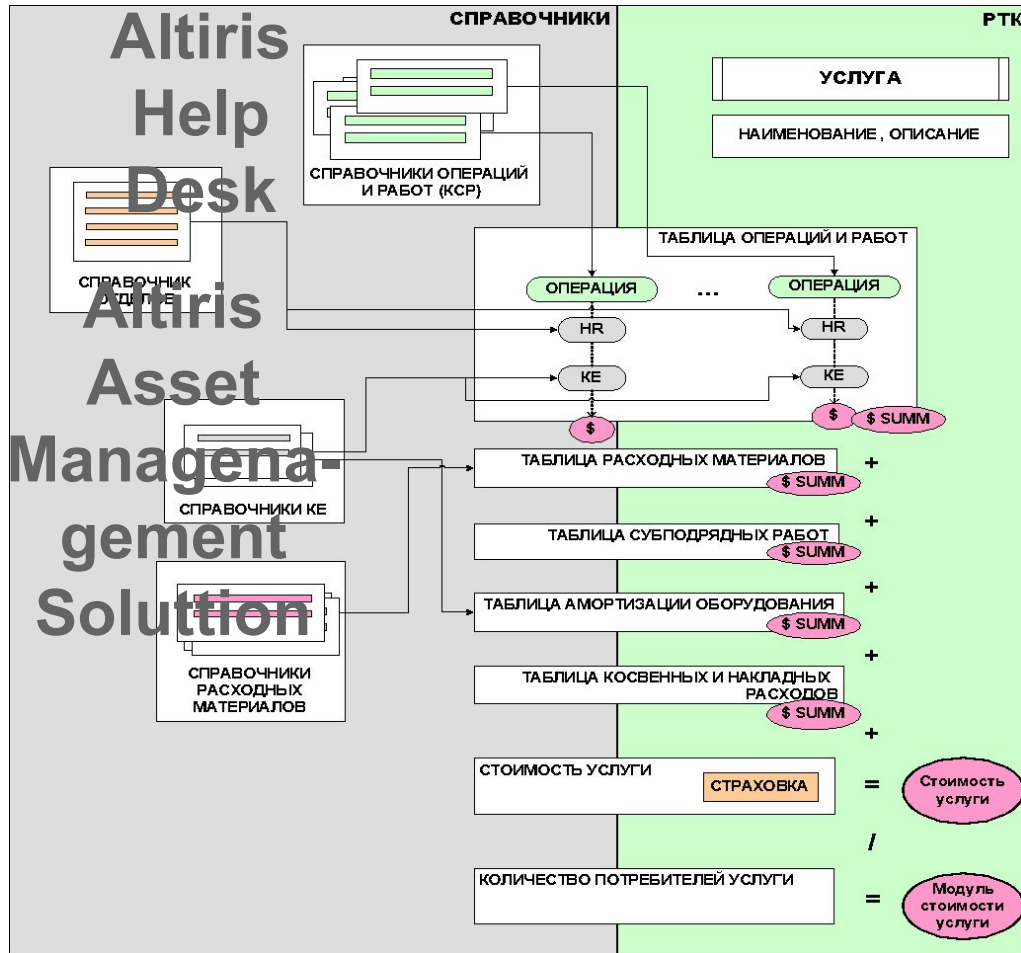 СПРАВОЧНИКИ
РТК
Altiris
Help
Desk
УСЛУГА
НАИМЕНОВАНИЕ , ОПИСАНИЕ
СПРАВОЧНИКИ ОПЕРАЦИЙ
И РАБОТ (КСР)
СПРАВОЧНИК
ОТДЕЛОВ
ТАБЛИЦА ОПЕРАЦИЙ И РАБОТ
ОПЕРАЦИЯ
...
ОПЕРАЦИЯ
HR
HR
КЕ
КЕ
$
$
$ SUMM
Altiris
Asset
Managena-
gement
Soluttion
СПРАВОЧНИКИ КЕ
СПРАВОЧНИКИ
РАСХОДНЫХ
МАТЕРИАЛОВ
ТАБЛИЦА РАСХОДНЫХ МАТЕРИАЛОВ
+
$ SUMM
+
ТАБЛИЦА СУБПОДРЯДНЫХ РАБОТ
$ SUMM
+
ТАБЛИЦА АМОРТИЗАЦИИ ОБОРУДОВАНИЯ
$ SUMM
+
ТАБЛИЦА КОСВЕННЫХ И НАКЛАДНЫХ
РАСХОДОВ
$ SUMM
+
СТОИМОСТЬ УСЛУГИ
СТРАХОВКА
=
Стоимость
услуги
/
КОЛИЧЕСТВО ПОТРЕБИТЕЛЕЙ УСЛУГИ
=
Модуль
стоимости
услуги